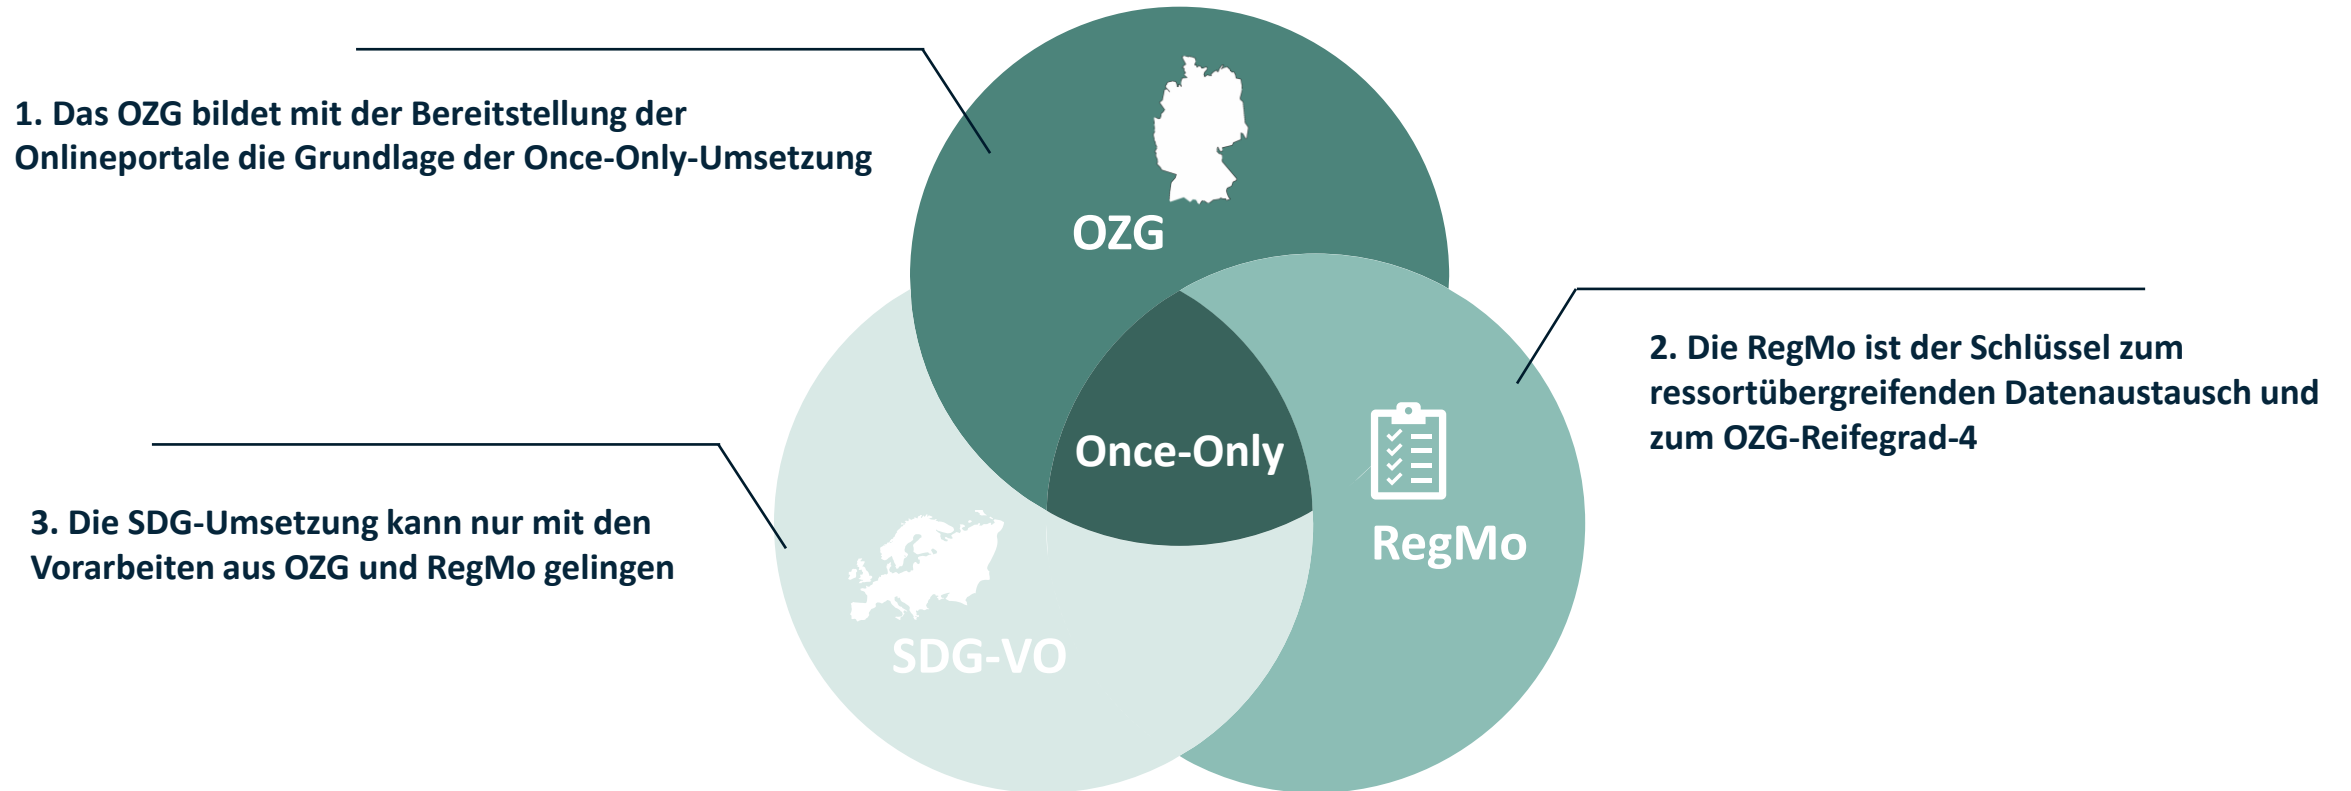 1. Das OZG bildet mit der Bereitstellung der
Onlineportale die Grundlage der Once-Only-Umsetzung
OZG
2. Die RegMo ist der Schlüssel zum
ressortübergreifenden Datenaustausch und
zum OZG-Reifegrad-4
Once-Only
RegMo
3. Die SDG-Umsetzung kann nur mit den
Vorarbeiten aus OZG und RegMo gelingen
SDG-VO